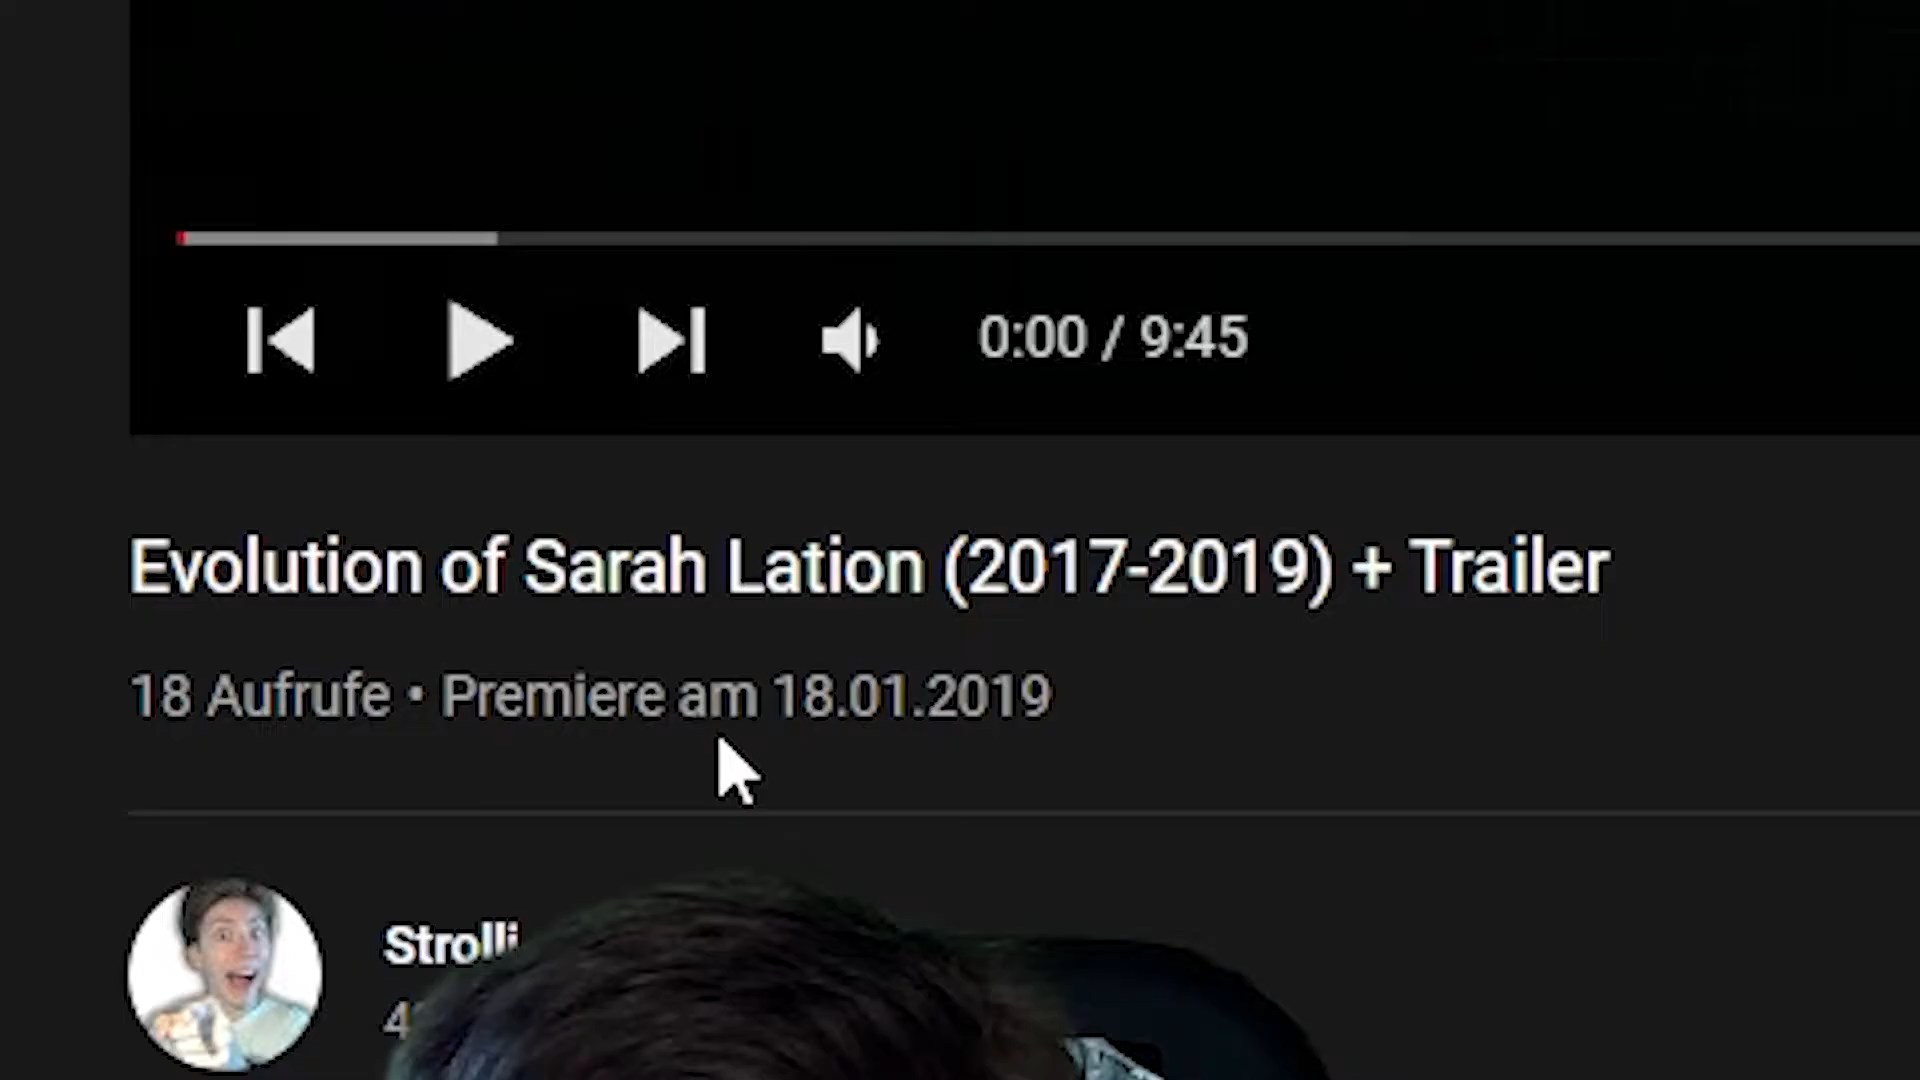 0:00 / 9:45
Evolution of Sarah Lation (2017-2019) + Trailer
18 Aufrufe • Premiere am 18.01.2019
Strolli